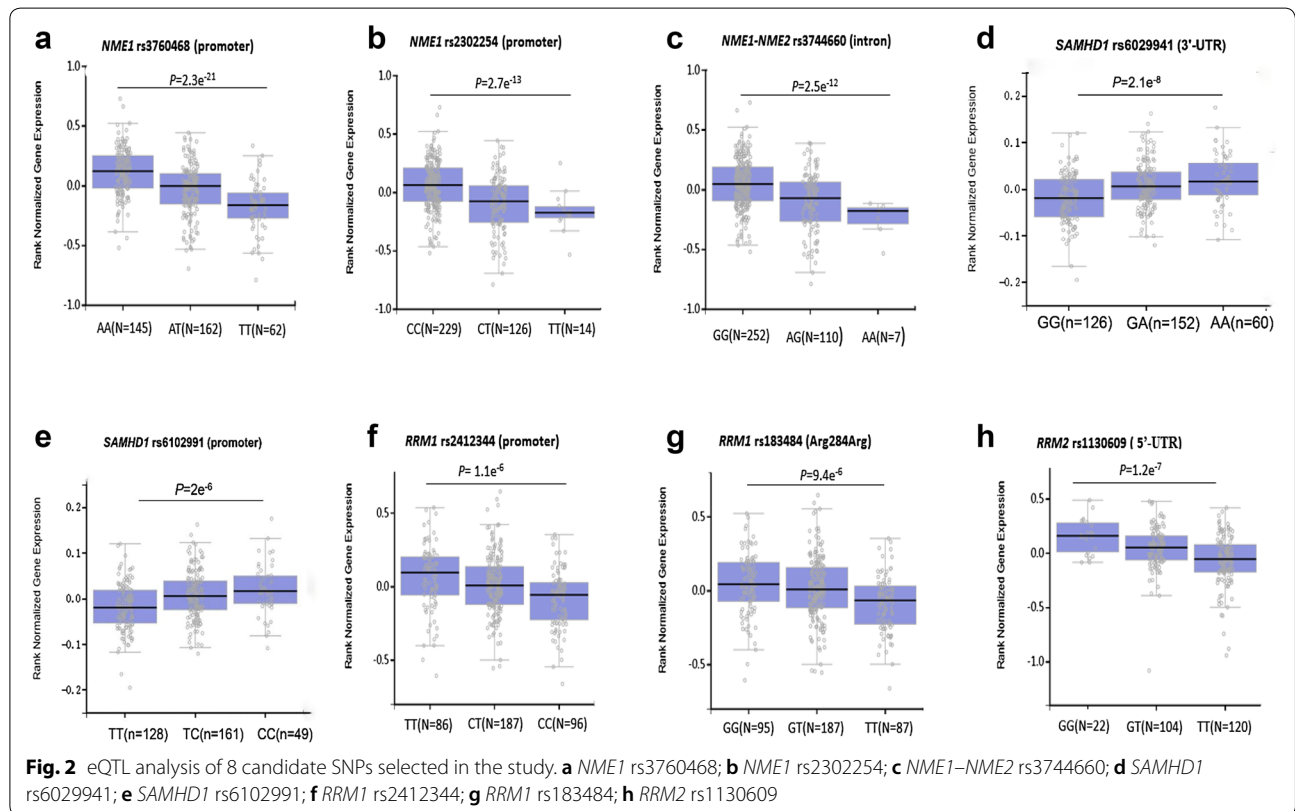 a
NME1 rs3760468 (promoter)
P=2.3e-21
Rank Normalized Gene Expression
1.0
0.5
0.0
-0.5
-1.0
AA(N=145) AT(N=162) TT(N=62)
b
NME1 rs2302254 (promoter)
P=2.7e-13
Rank Normalized Gene Expression
1.0
0.5
0.0
-0.5
-1.0
CC(N=229) CT(N=126) TT(N=14)
c
NME1-NME2 rs3744660 (intron)
P=2.5e-12
Rank Normalized Gene Expression
1.0
0.5
0.0
-0.5
-1.0
GG(N=252) AG(N=110) AA(N=7)
d
SAMHD1 rs6029941 (3'-UTR)
P=2.1e-8
Rank Normalized Gene Expression
0.2
0.1
0.0
−0.1
−0.2
GG(n=126) GA(n=152) AA(n=60)
e
SAMHD1 rs6102991 (promoter)
P=2e-6
Rank Normalized Gene Expression
0.2
0.1
0.0
−0.1
−0.2
TT(n=128) TC(n=161) CC(n=49)
f
RRM1 rs2412344 (promoter)
P= 1.1e-6
Rank Normalized Gene Expression
0.5
0.0
-0.5
TT(N=86) CT(N=187) CC(N=96)
g
RRM1 rs183484 (Arg284Arg)
P=9.4e-6
Rank Normalized Gene Expression
0.5
0.0
-0.5
GG(N=95) GT(N=187) TT(N=87)
h
RRM2 rs1130609 ( 5'-UTR)
P=1.2e-7
Rank Normalized Gene Expression
0.5
0.0
-0.5
-1.0
GG(N=22) GT(N=104) TT(N=120)
Fig. 2 eQTL analysis of 8 candidate SNPs selected in the study. a NME1 rs3760468; b NME1 rs2302254; c NME1–NME2 rs3744660; d SAMHD1
rs6029941; e SAMHD1 rs6102991; f RRM1 rs2412344; g RRM1 rs183484; h RRM2 rs1130609